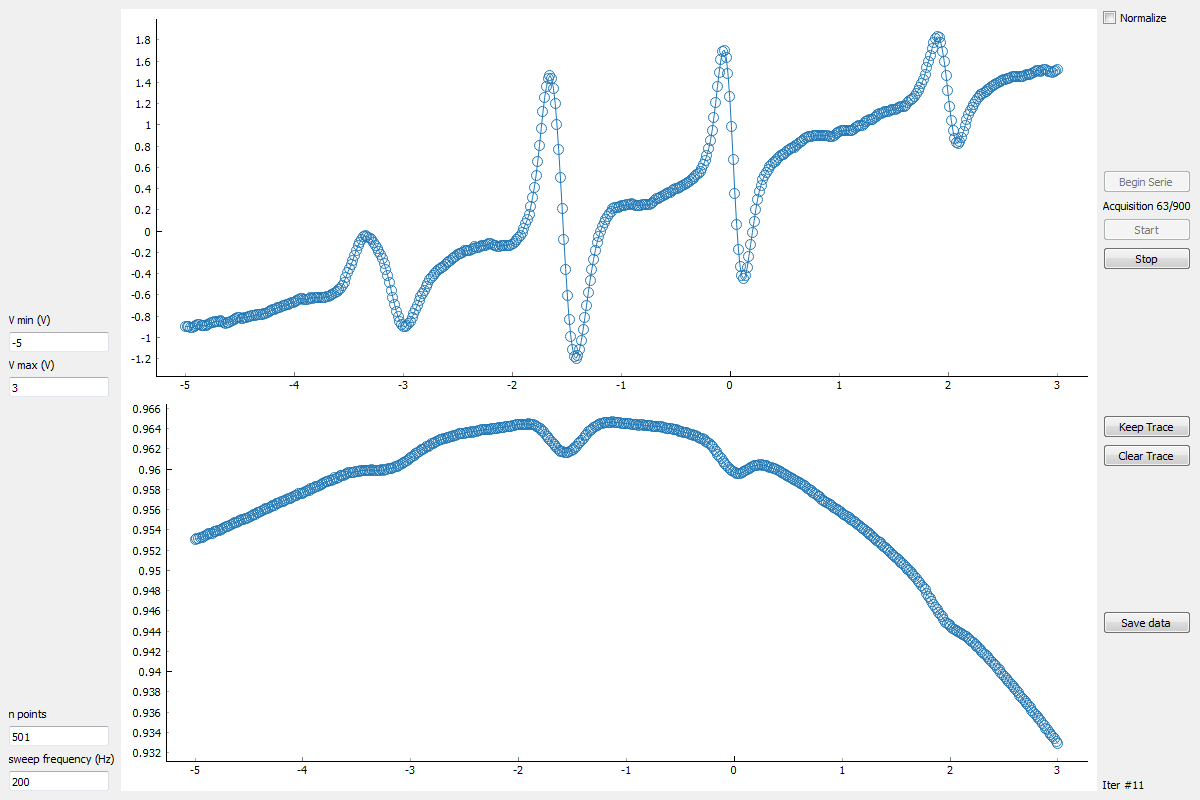 Normalize
1.8
1.6
1.4
1.2
1
0.8
0.6
0.4
0.2
0
-0.2
-0.4
-0.6
-0.8
-1
-1.2
-5 -4 -3 -2 -1 0 1 2 3
Begin Serie
Acquisition 63/900
Start
Stop
V min (V)
-5
V max (V)
3
0.966
0.964
0.962
0.96
0.958
0.956
0.954
0.952
0.95
0.948
0.946
0.944
0.942
0.94
0.938
0.936
0.934
0.932
-5 -4 -3 -2 -1 0 1 2 3
Keep Trace
Clear Trace
Save data
n points
501
sweep frequency (Hz)
200
Iter #11